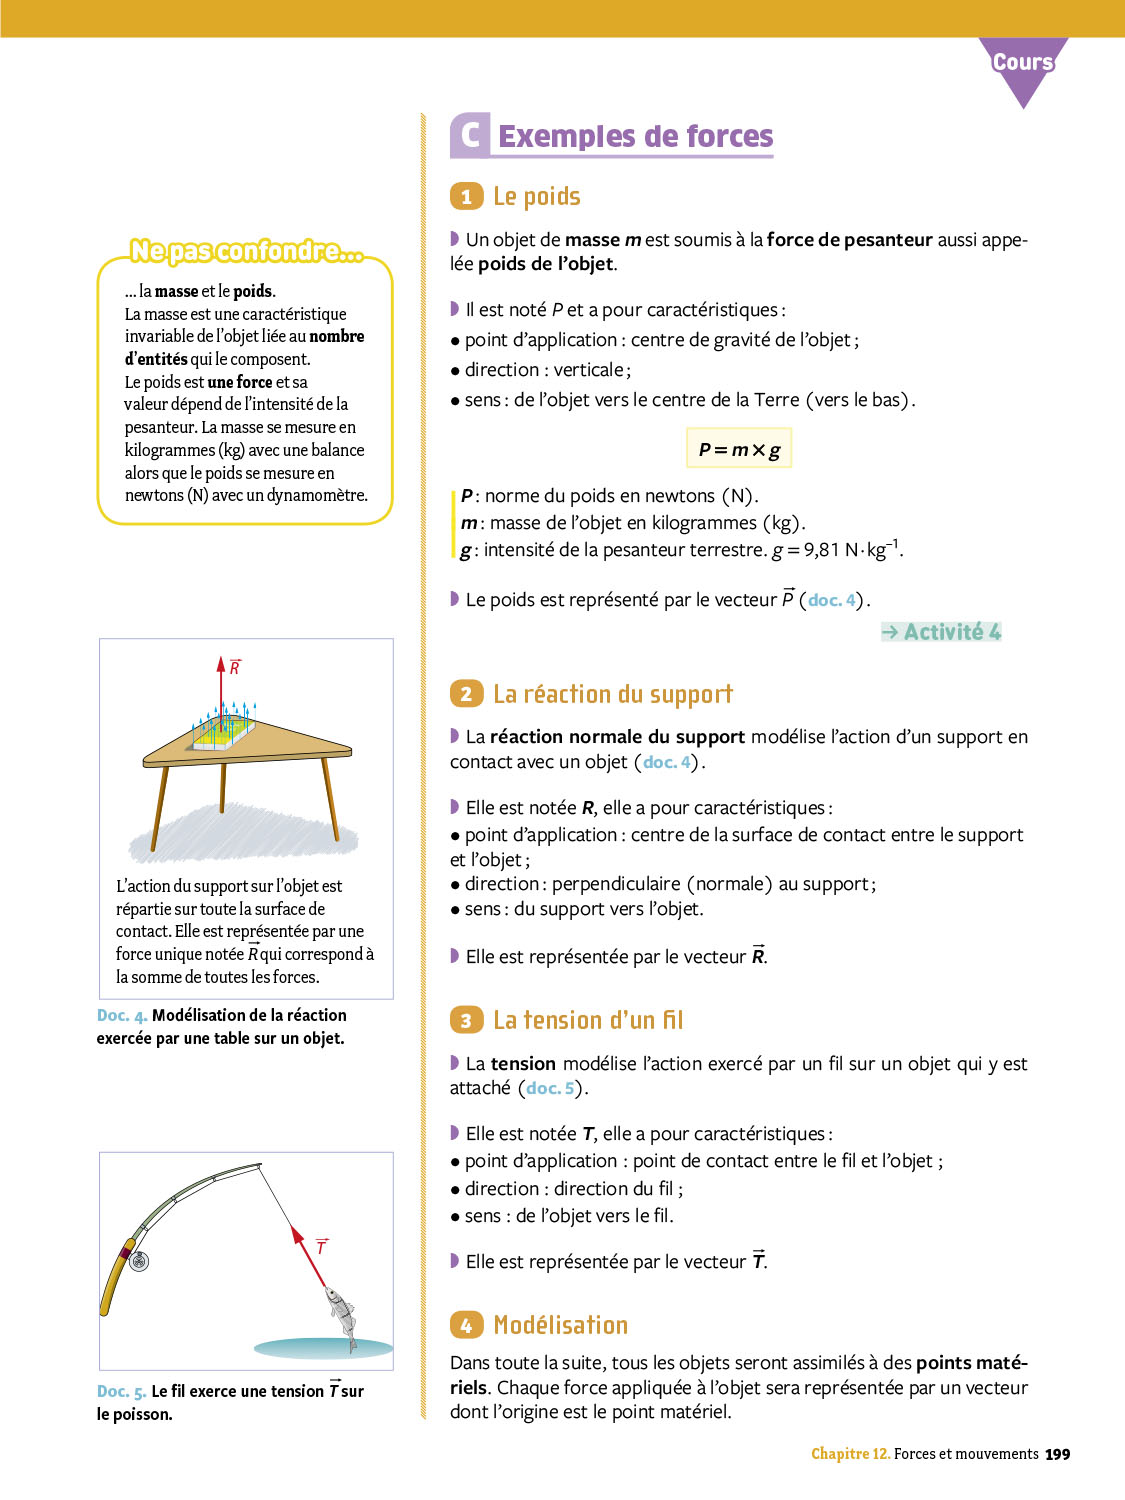 Cours
C Exemples de forces
1 Le poids
◗ Un objet de masse m est soumis à la force de pesanteur aussi appe-
lée poids de l'objet.
◗ Il est noté P et a pour caractéristiques :
• point d'application : centre de gravité de l'objet ;
• direction : verticale ;
• sens : de l'objet vers le centre de la Terre (vers le bas).
P = m × g
P : norme du poids en newtons (N).
m : masse de l'objet en kilogrammes (kg).
g : intensité de la pesanteur terrestre. g = 9,81 N·kg⁻¹.
◗ Le poids est représenté par le vecteur P⃗ (doc. 4).
→ Activité 4
2 La réaction du support
◗ La réaction normale du support modélise l'action d'un support en
contact avec un objet (doc. 4).
◗ Elle est notée R, elle a pour caractéristiques :
• point d'application : centre de la surface de contact entre le support
et l'objet ;
• direction : perpendiculaire (normale) au support ;
• sens : du support vers l'objet.
◗ Elle est représentée par le vecteur R⃗.
3 La tension d'un fil
◗ La tension modélise l'action exercé par un fil sur un objet qui y est
attaché (doc. 5).
◗ Elle est notée T, elle a pour caractéristiques :
• point d'application : point de contact entre le fil et l'objet ;
• direction : direction du fil ;
• sens : de l'objet vers le fil.
◗ Elle est représentée par le vecteur T⃗.
4 Modélisation
Dans toute la suite, tous les objets seront assimilés à des points maté-
riels. Chaque force appliquée à l'objet sera représentée par un vecteur
dont l'origine est le point matériel.
Ne pas confondre...
... la masse et le poids.
La masse est une caractéristique
invariable de l'objet liée au nombre
d'entités qui le composent.
Le poids est une force et sa
valeur dépend de l'intensité de la
pesanteur. La masse se mesure en
kilogrammes (kg) avec une balance
alors que le poids se mesure en
newtons (N) avec un dynamomètre.
R⃗
L'action du support sur l'objet est
répartie sur toute la surface de
contact. Elle est représentée par une
force unique notée R⃗ qui correspond à
la somme de toutes les forces.
Doc. 4. Modélisation de la réaction
exercée par une table sur un objet.
T⃗
Doc. 5. Le fil exerce une tension T⃗ sur
le poisson.
Chapitre 12. Forces et mouvements 199